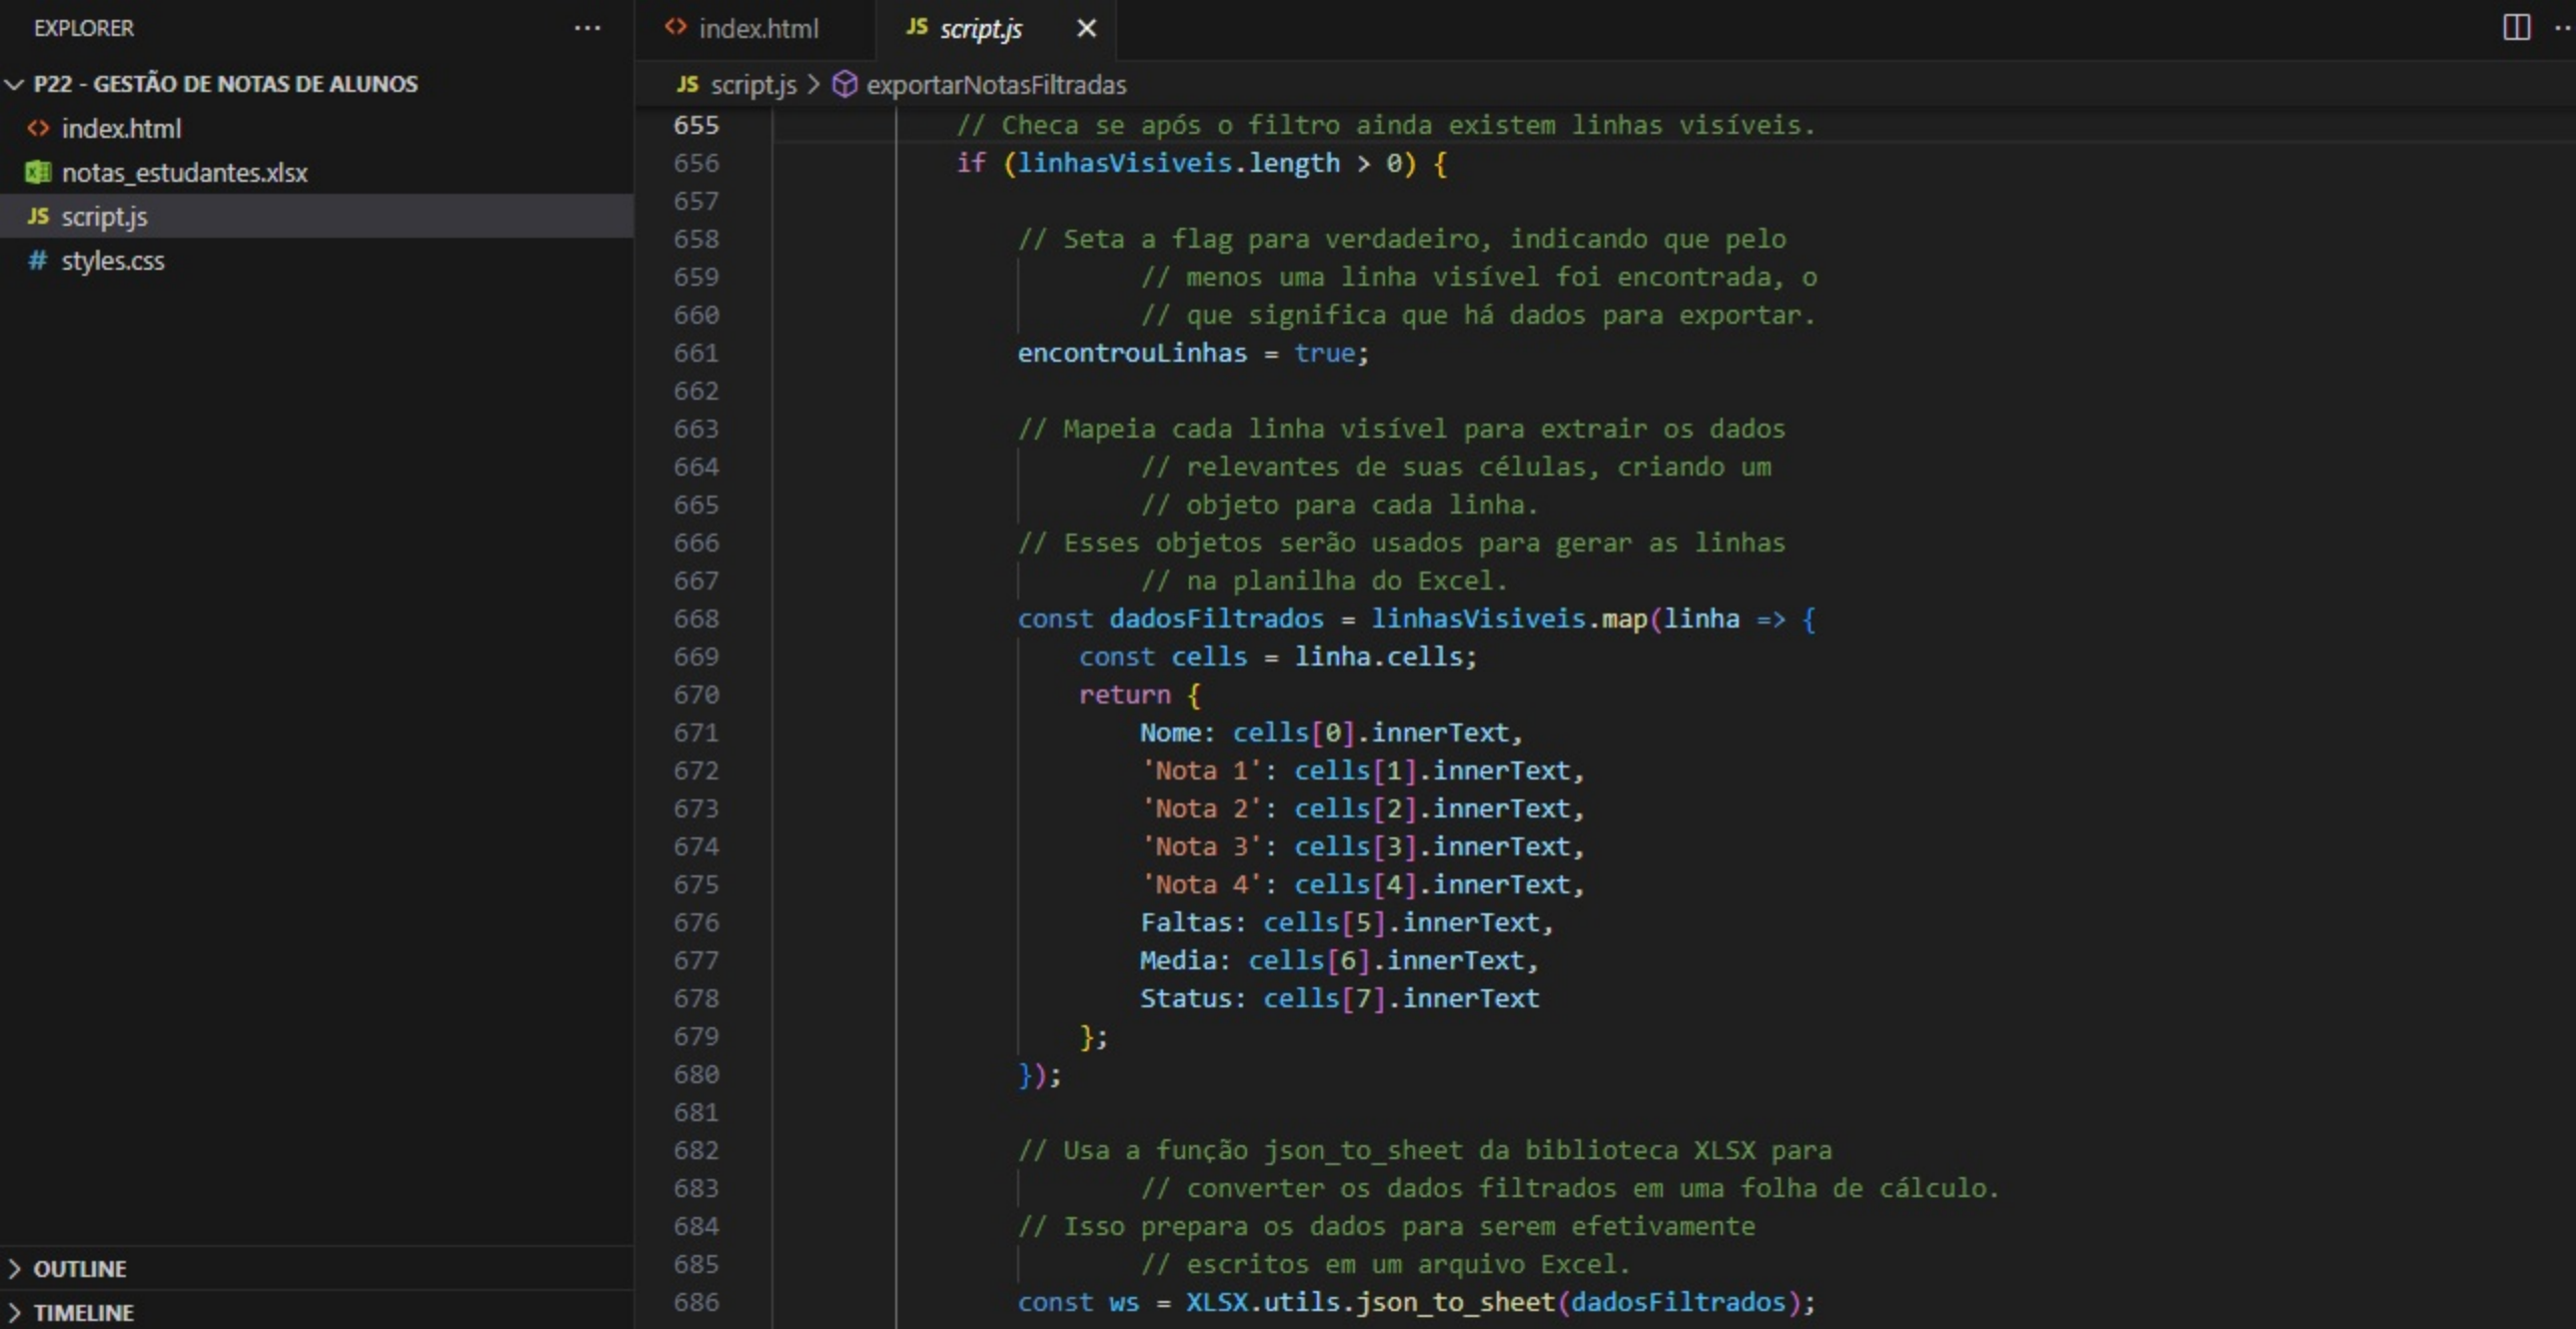 EXPLORER ...
P22 - GESTÃO DE NOTAS DE ALUNOS
index.html
notas_estudantes.xlsx
JS script.js
# styles.css
OUTLINE
TIMELINE
<> index.html
JS script.js
JS script.js > exportarNotasFiltradas
655 // Checa se após o filtro ainda existem linhas visíveis.
656 if (linhasVisiveis.length > 0) {
657
658 // Seta a flag para verdadeiro, indicando que pelo
659 // menos uma linha visível foi encontrada, o
660 // que significa que há dados para exportar.
661 encontrouLinhas = true;
662
663 // Mapeia cada linha visível para extrair os dados
664 // relevantes de suas células, criando um
665 // objeto para cada linha.
666 // Esses objetos serão usados para gerar as linhas
667 // na planilha do Excel.
668 const dadosFiltrados = linhasVisiveis.map(linha => {
669 const cells = linha.cells;
670 return {
671 Nome: cells[0].innerText,
672 'Nota 1': cells[1].innerText,
673 'Nota 2': cells[2].innerText,
674 'Nota 3': cells[3].innerText,
675 'Nota 4': cells[4].innerText,
676 Faltas: cells[5].innerText,
677 Media: cells[6].innerText,
678 Status: cells[7].innerText
679 };
680 });
681
682 // Usa a função json_to_sheet da biblioteca XLSX para
683 // converter os dados filtrados em uma folha de cálculo.
684 // Isso prepara os dados para serem efetivamente
685 // escritos em um arquivo Excel.
686 const ws = XLSX.utils.json_to_sheet(dadosFiltrados);